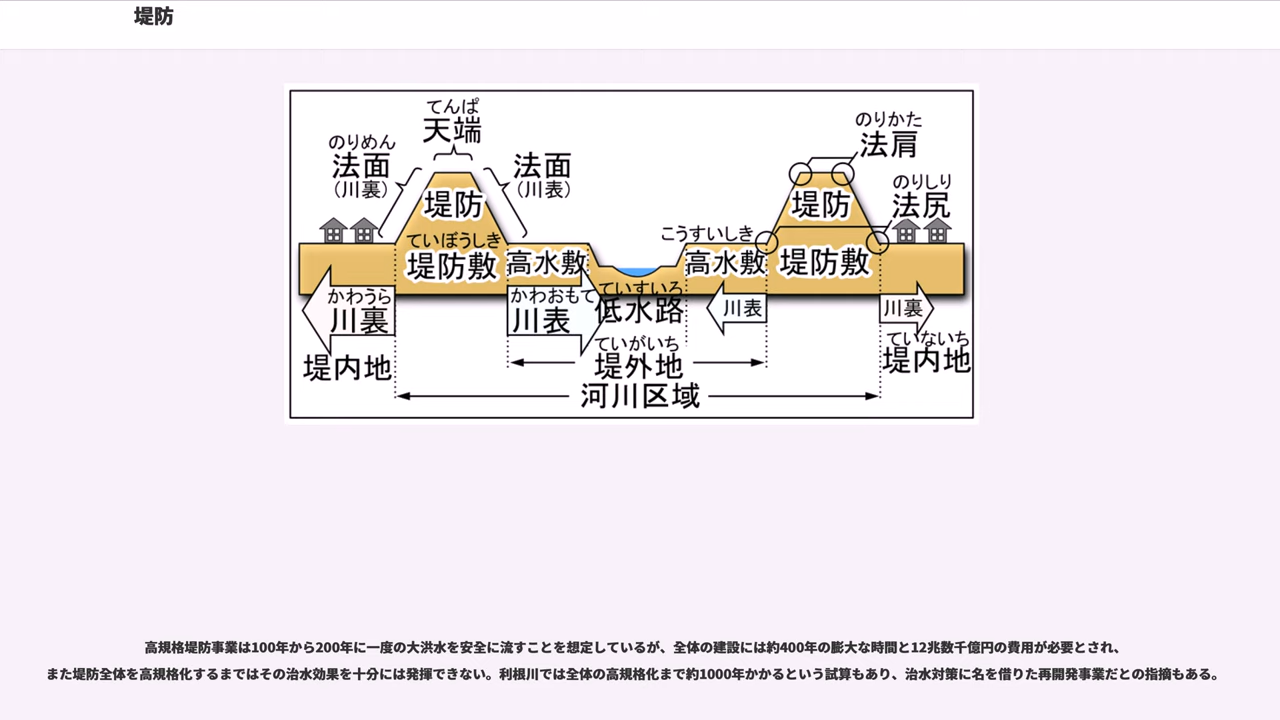 堤防
てんぱ
天端
のりめん
法面
(川裏)
法面
(川表)
のりかた
法肩
のりしり
法尻
堤防
堤防
ていぼうしき
堤防敷
高水敷
こうすいしき
高水敷
堤防敷
かわうら
川裏
かわおもて
川表
ていすいろ
低水路
川表
川裏
堤内地
ていがいち
堤外地
ていないち
堤内地
河川区域
高規格堤防事業は100年から200年に一度の大洪水を安全に流すことを想定しているが、全体の建設には約400年の膨大な時間と12兆数千億円の費用が必要とされ、
また堤防全体を高規格化するまではその治水効果を十分には発揮できない。利根川では全体の高規格化まで約1000年かかるという試算もあり、治水対策に名を借りた再開発事業だとの指摘もある。